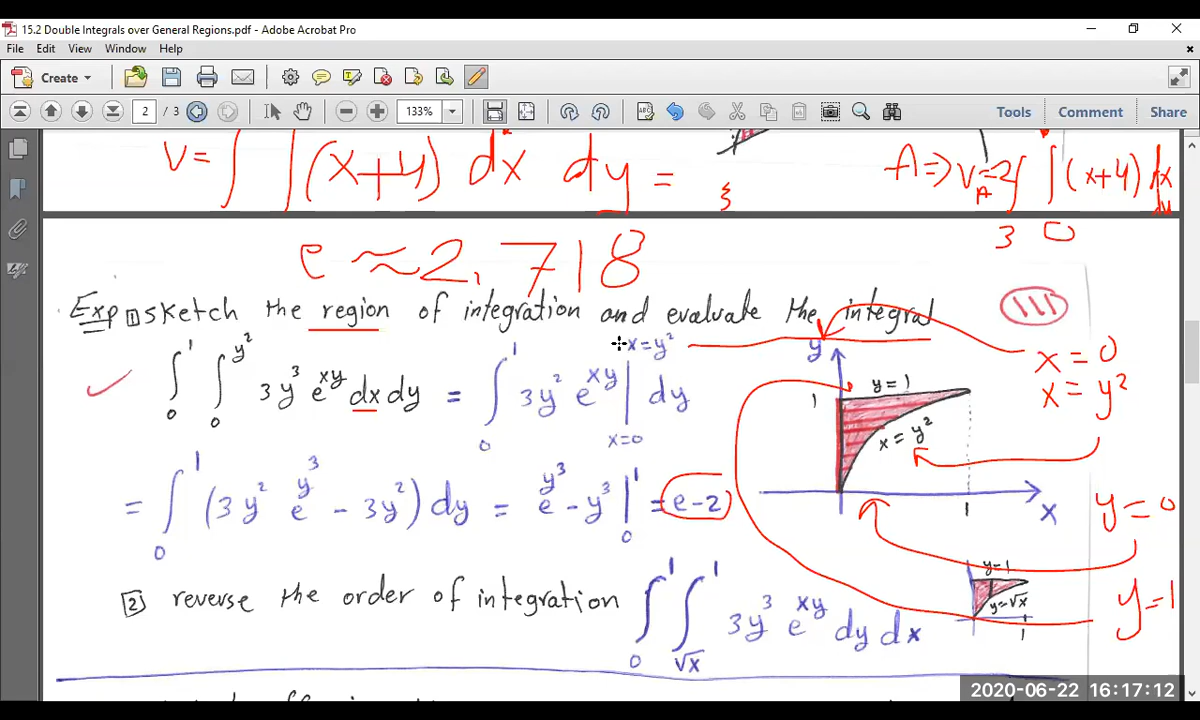 15.2 Double Integrals over General Regions.pdf - Adobe Acrobat Pro
File Edit View Window Help
Create
2 / 3 133% Tools Comment Share
V = ∫ ∫ (x+4) dx dy =
A => V = 2∫ ∫ (x+4) dx dy
A
3 3 0
e ≈ 2.718
Exp 1 sketch the region of integration and evaluate the integral
∫₀¹ ∫₀^{y²} 3y³ e^{xy} dx dy = ∫₀¹ 3y² e^{xy} |_{x=0}^{x=y²} dy
= ∫₀¹ (3y² e^{y³} - 3y²) dy = e^{y³} - y³ |₀¹ = e-2
2 reverse the order of integration ∫₀¹ ∫_{√x}¹ 3y³ e^{xy} dy dx
y
y=1
1
x=y²
1
x
x=0
x=y²
y=0
y=1
y=1
y=√x
1
2020-06-22 16:17:12